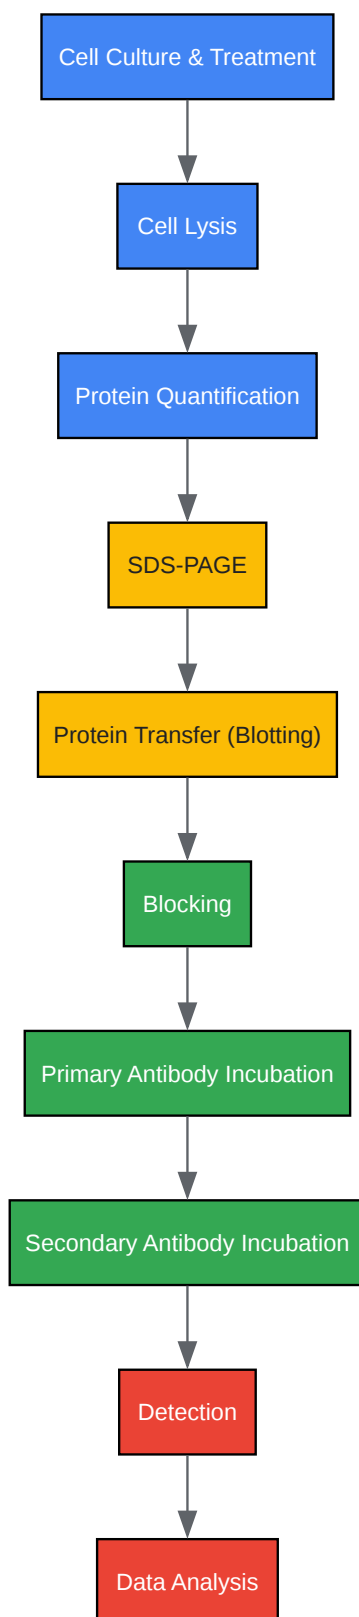 Cell Culture & Treatment
Cell Lysis
Protein Quantification
SDS-PAGE
Protein Transfer (Blotting)
Blocking
Primary Antibody Incubation
Secondary Antibody Incubation
Detection
Data Analysis